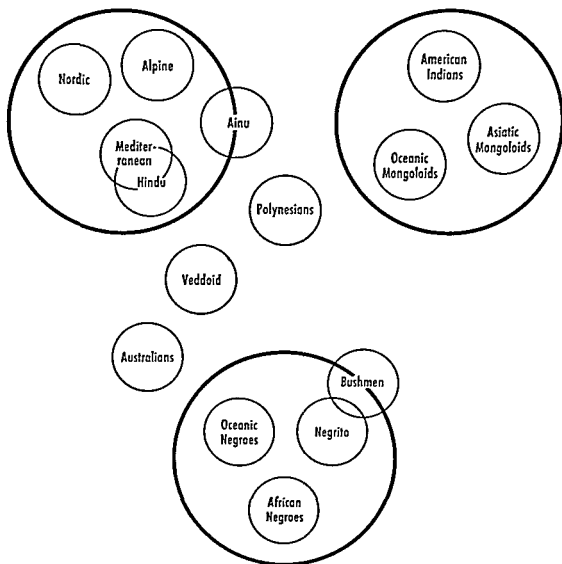 Nordic
Alpine
Ainu
Mediter-
ranean
Hindu
American
Indians
Asiatic
Mongoloids
Oceanic
Mongoloids
Polynesians
Veddoid
Australians
Bushmen
Oceanic
Negroes
Negrito
African
Negroes